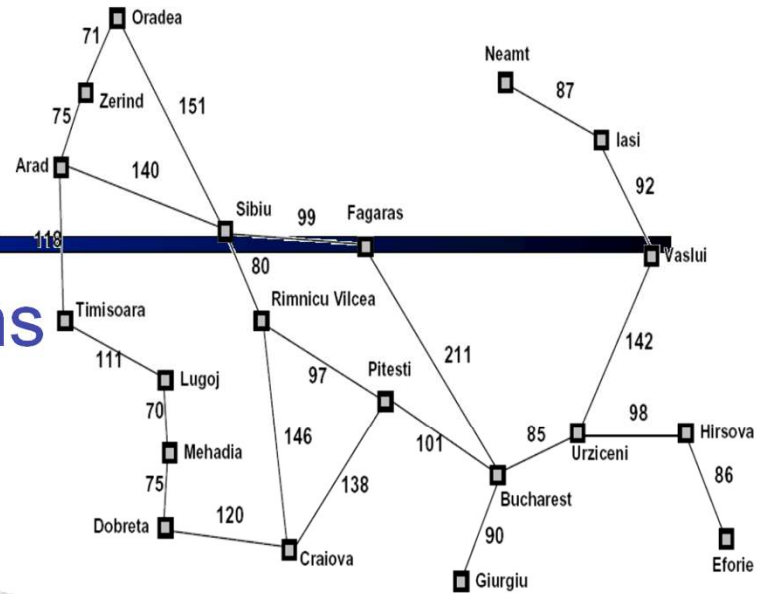 Oradea
71
Neamt
87
Zerind
151
75
Iasi
Arad
140
92
Sibiu
99
Fagaras
118
Vaslui
80
Timisoara
Rimnicu Vilcea
ns
142
111
211
Lugoj
97
Pitesti
70
98
146
101
85
Hirsova
Mehadia
Urziceni
75
138
86
Bucharest
Dobreta
120
90
Craiova
Eforie
Giurgiu